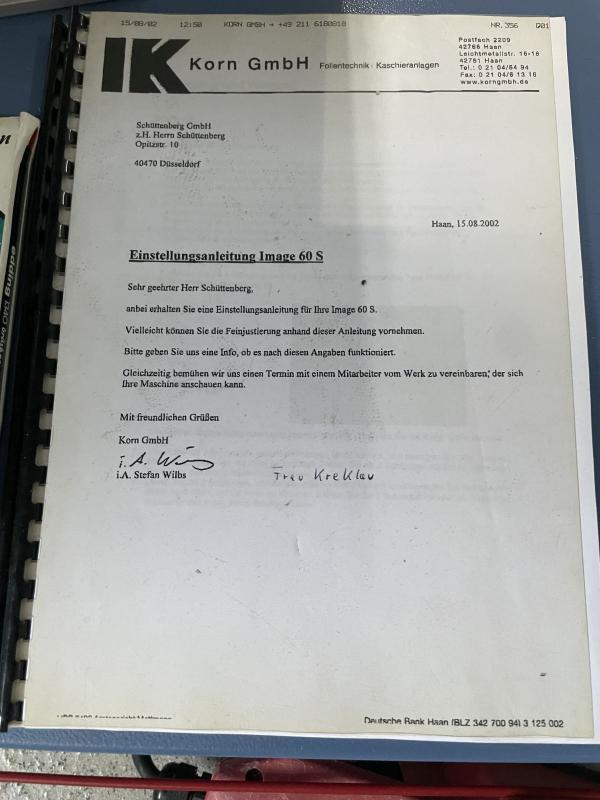 15/08/02 12:50 KORN GMBH → +49 211 6180818 NR. 356 D01
IK Korn GmbH Folientechnik · Kaschieranlagen
Postfach 2209
42766 Haan
Leichtmetallstr. 16-18
42781 Haan
Tel.: 0 21 04/64 94
Fax: 0 21 04/6 13 16
www.korngmbh.de
Schüttenberg GmbH
z.H. Herrn Schüttenberg
Opitzstr. 10
40470 Düsseldorf
Haan, 15.08.2002
Einstellungsanleitung Image 60 S
Sehr geehrter Herr Schüttenberg,
anbei erhalten Sie eine Einstellungsanleitung für Ihre Image 60 S.
Vielleicht können Sie die Feinjustierung anhand dieser Anleitung vornehmen.
Bitte geben Sie uns eine Info, ob es nach diesen Angaben funktioniert.
Gleichzeitig bemühen wir uns einen Termin mit einem Mitarbeiter vom Werk zu vereinbaren, der sich
Ihre Maschine anschauen kann.
Mit freundlichen Grüßen
Korn GmbH
i. A.
i.A. Stefan Wilbs
Frau Kreklau
Deutsche Bank Haan (BLZ 342 700 94) 3 125 002
edding 1340